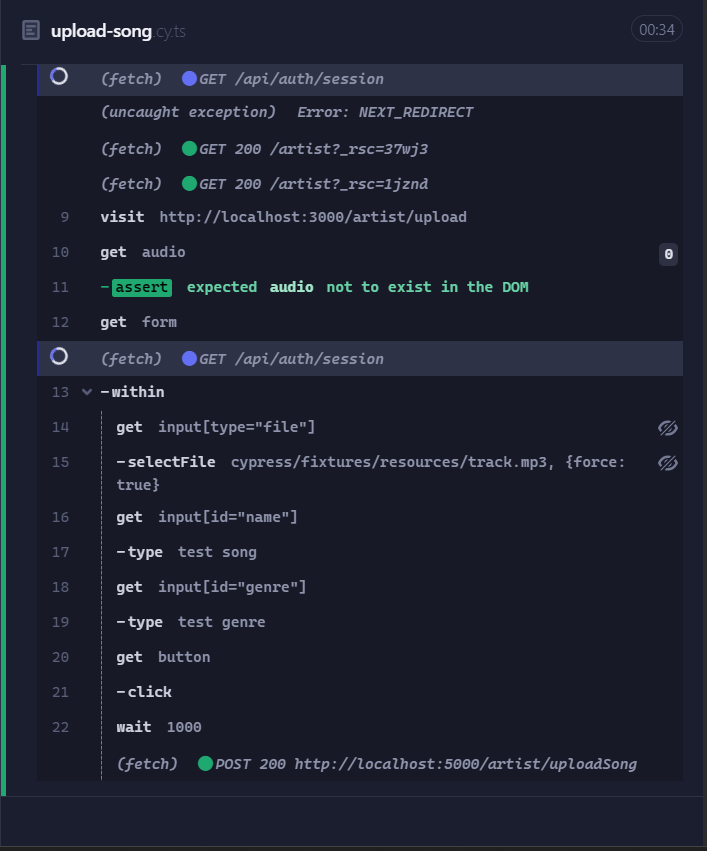 upload-song.cy.ts 00:34
(fetch) GET /api/auth/session
(uncaught exception) Error: NEXT_REDIRECT
(fetch) GET 200 /artist?_rsc=37wj3
(fetch) GET 200 /artist?_rsc=1jznd
9 visit http://localhost:3000/artist/upload
10 get audio 0
11 -assert expected audio not to exist in the DOM
12 get form
(fetch) GET /api/auth/session
13 -within
14 get input[type="file"]
15 -selectFile cypress/fixtures/resources/track.mp3, {force:
true}
16 get input[id="name"]
17 -type test song
18 get input[id="genre"]
19 -type test genre
20 get button
21 -click
22 wait 1000
(fetch) POST 200 http://localhost:5000/artist/uploadSong